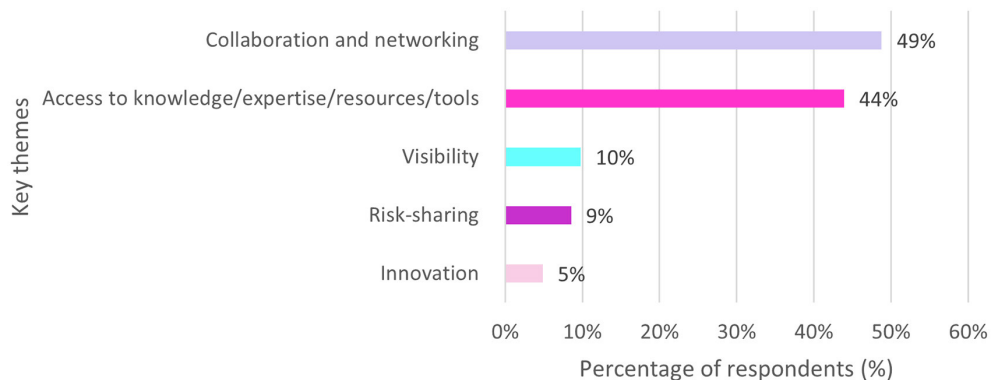 Key themes
Collaboration and networking 49%
Access to knowledge/expertise/resources/tools 44%
Visibility 10%
Risk-sharing 9%
Innovation 5%
0% 10% 20% 30% 40% 50% 60%
Percentage of respondents (%)